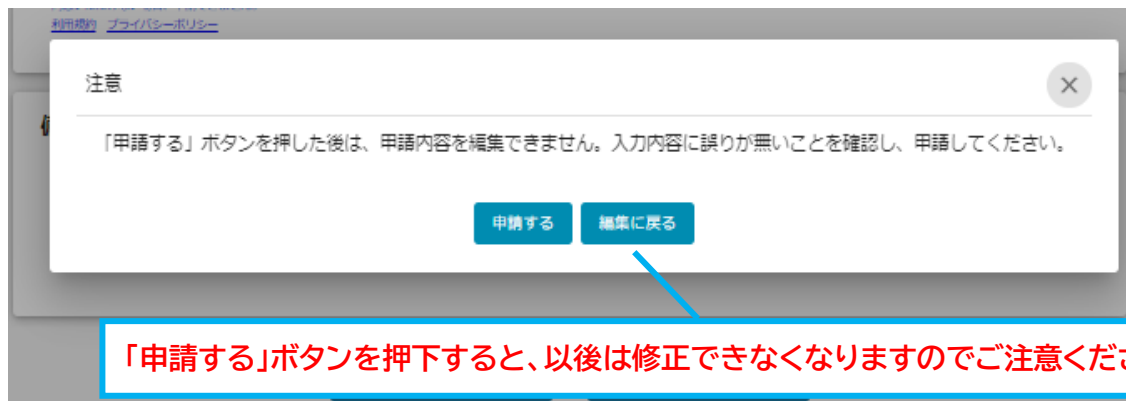 利用規約 プライバシーポリシー
注意
「申請する」ボタンを押した後は、申請内容を編集できません。入力内容に誤りが無いことを確認し、申請してください。
申請する 編集に戻る
「申請する」ボタンを押下すると、以後は修正できなくなりますのでご注意くだ